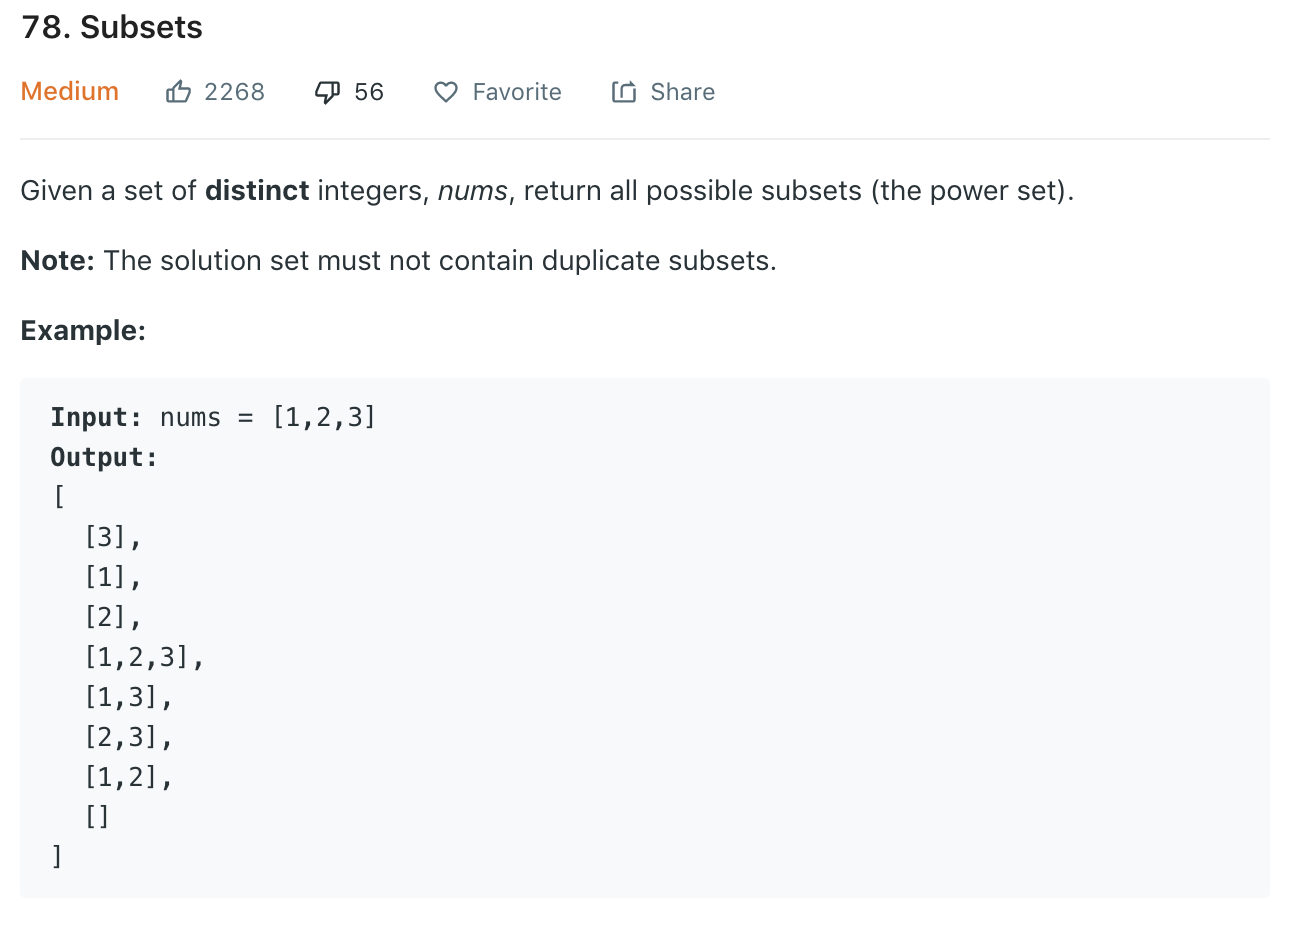 78. Subsets
Medium 2268 56 Favorite Share
Given a set of distinct integers, nums, return all possible subsets (the power set).
Note: The solution set must not contain duplicate subsets.
Example:
Input: nums = [1,2,3]
Output:
[
  [3],
  [1],
  [2],
  [1,2,3],
  [1,3],
  [2,3],
  [1,2],
  []
]